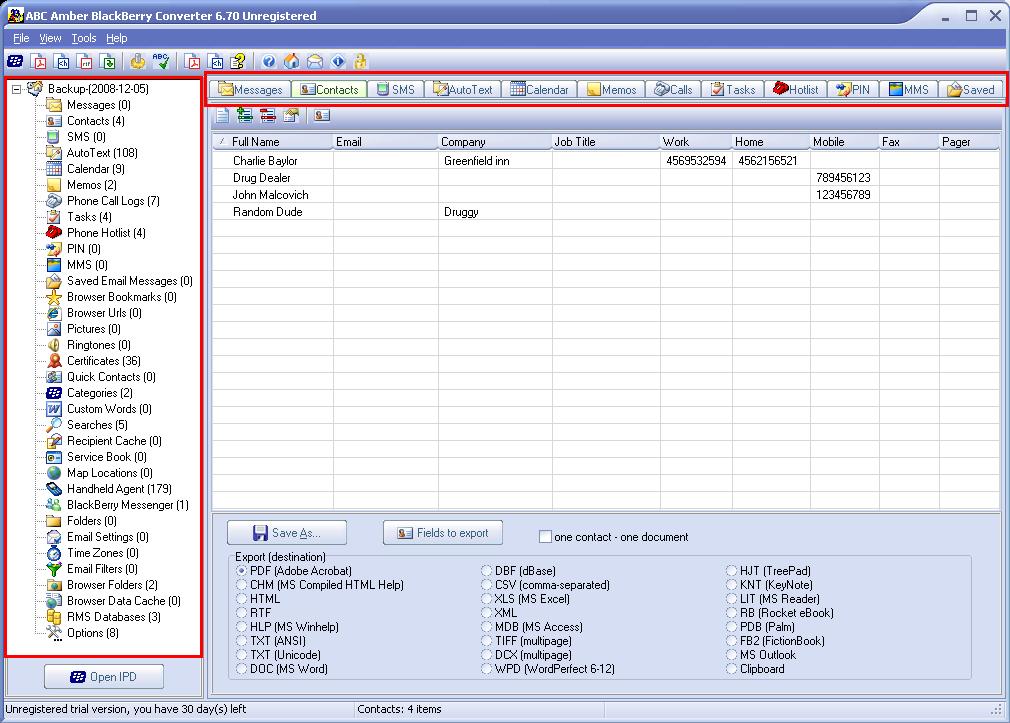 ABC Amber BlackBerry Converter 6.70 Unregistered
File View Tools Help
Backup-(2008-12-05)
Messages (0)
Contacts (4)
SMS (0)
AutoText (108)
Calendar (9)
Memos (2)
Phone Call Logs (7)
Tasks (4)
Phone Hotlist (4)
PIN (0)
MMS (0)
Saved Email Messages (0)
Browser Bookmarks (0)
Browser Urls (0)
Pictures (0)
Ringtones (0)
Certificates (36)
Quick Contacts (0)
Categories (2)
Custom Words (0)
Searches (5)
Recipient Cache (0)
Service Book (0)
Map Locations (0)
Handheld Agent (179)
BlackBerry Messenger (1)
Folders (0)
Email Settings (0)
Time Zones (0)
Email Filters (0)
Browser Folders (2)
Browser Data Cache (0)
RMS Databases (3)
Options (8)
Open IPD
Messages Contacts SMS AutoText Calendar Memos Calls Tasks Hotlist PIN MMS Saved
Full Name Email Company Job Title Work Home Mobile Fax Pager
Charlie Baylor Greenfield inn 4569532594 4562156521
Drug Dealer 789456123
John Malcovich 123456789
Random Dude Druggy
Save As... Fields to export one contact - one document
Export (destination)
PDF (Adobe Acrobat) DBF (dBase) HJT (TreePad)
CHM (MS Compiled HTML Help) CSV (comma-separated) KNT (KeyNote)
HTML XLS (MS Excel) LIT (MS Reader)
RTF XML RB (Rocket eBook)
HLP (MS Winhelp) MDB (MS Access) PDB (Palm)
TXT (ANSI) TIFF (multipage) FB2 (FictionBook)
TXT (Unicode) DCX (multipage) MS Outlook
DOC (MS Word) WPD (WordPerfect 6-12) Clipboard
Unregistered trial version, you have 30 day(s) left Contacts: 4 items